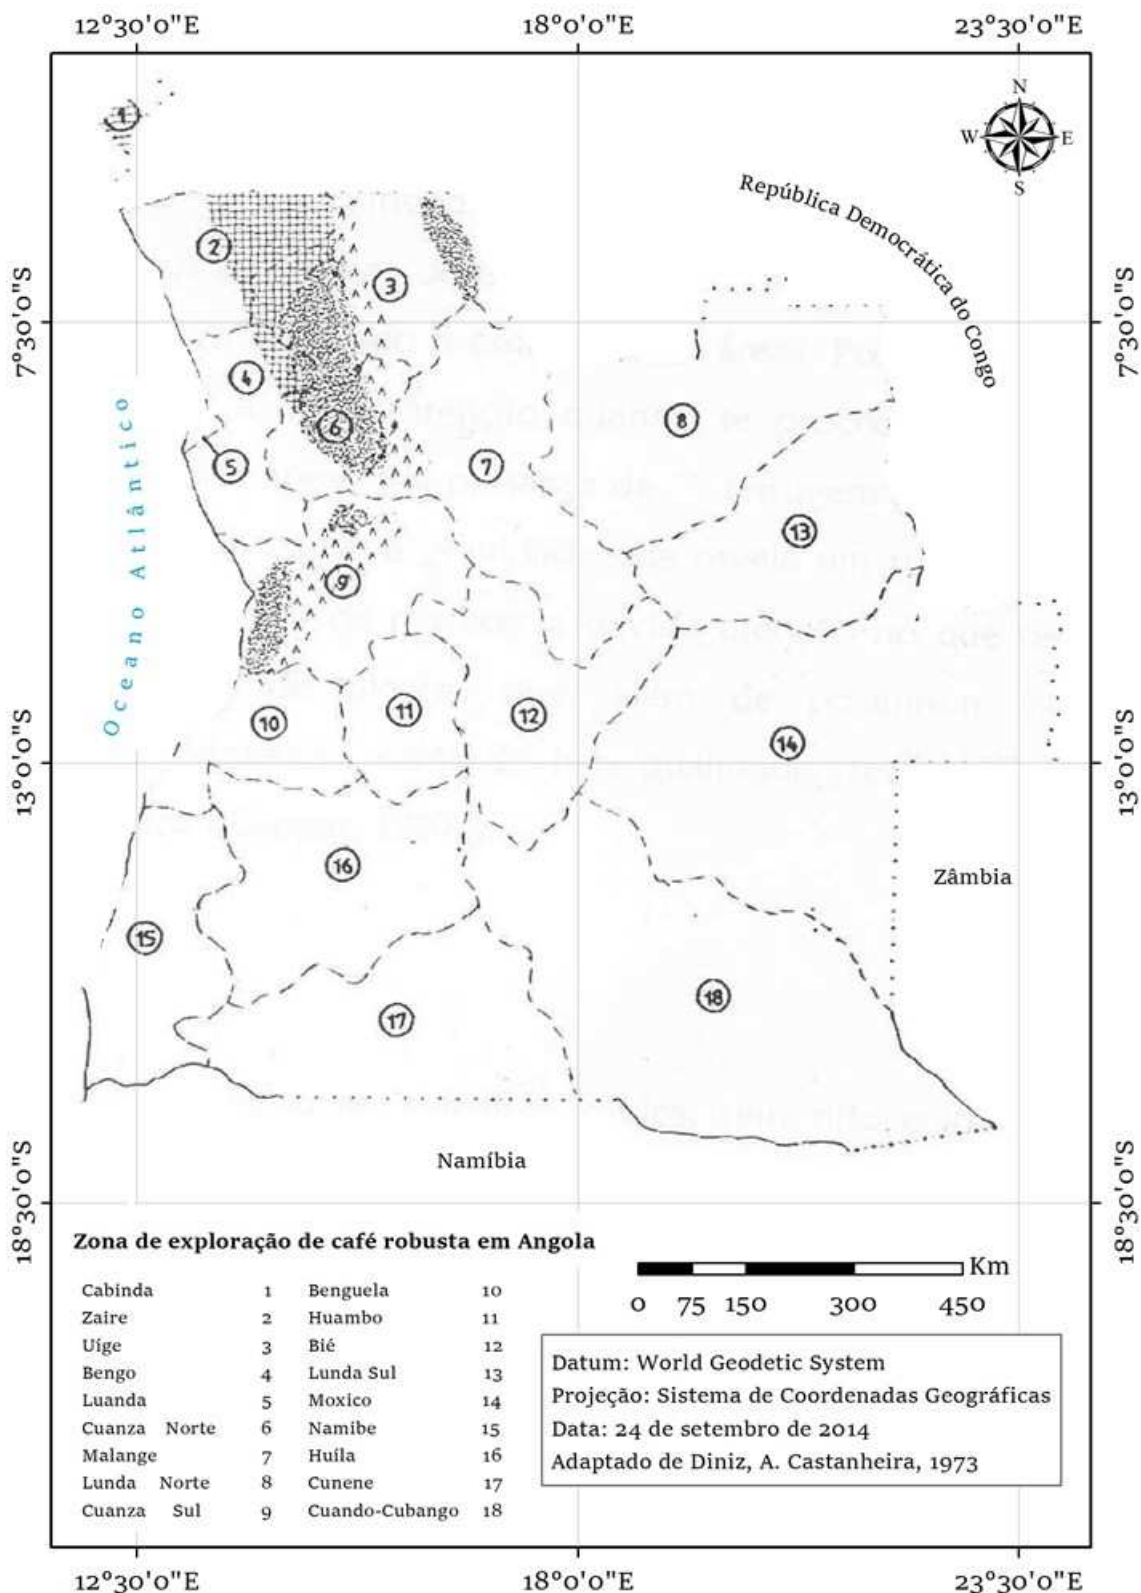 12°30'0"E 18°0'0"E 23°30'0"E
N
W E
S
República Democrática do Congo
1
2
3
7°30'0"S 7°30'0"S
4
6
8
5
7
13
Oceano Atlântico
9
10
11
12
14
13°0'0"S 13°0'0"S
16
Zâmbia
15
18
17
Namíbia
18°30'0"S 18°30'0"S
Zona de exploração de café robusta em Angola
Cabinda 1 Benguela 10
Zaire 2 Huambo 11
Uíge 3 Bié 12
Bengo 4 Lunda Sul 13
Luanda 5 Moxico 14
Cuanza Norte 6 Namibe 15
Malange 7 Huíla 16
Lunda Norte 8 Cunene 17
Cuanza Sul 9 Cuando-Cubango 18
Km
0 75 150 300 450
Datum: World Geodetic System
Projeção: Sistema de Coordenadas Geográficas
Data: 24 de setembro de 2014
Adaptado de Diniz, A. Castanheira, 1973
12°30'0"E 18°0'0"E 23°30'0"E